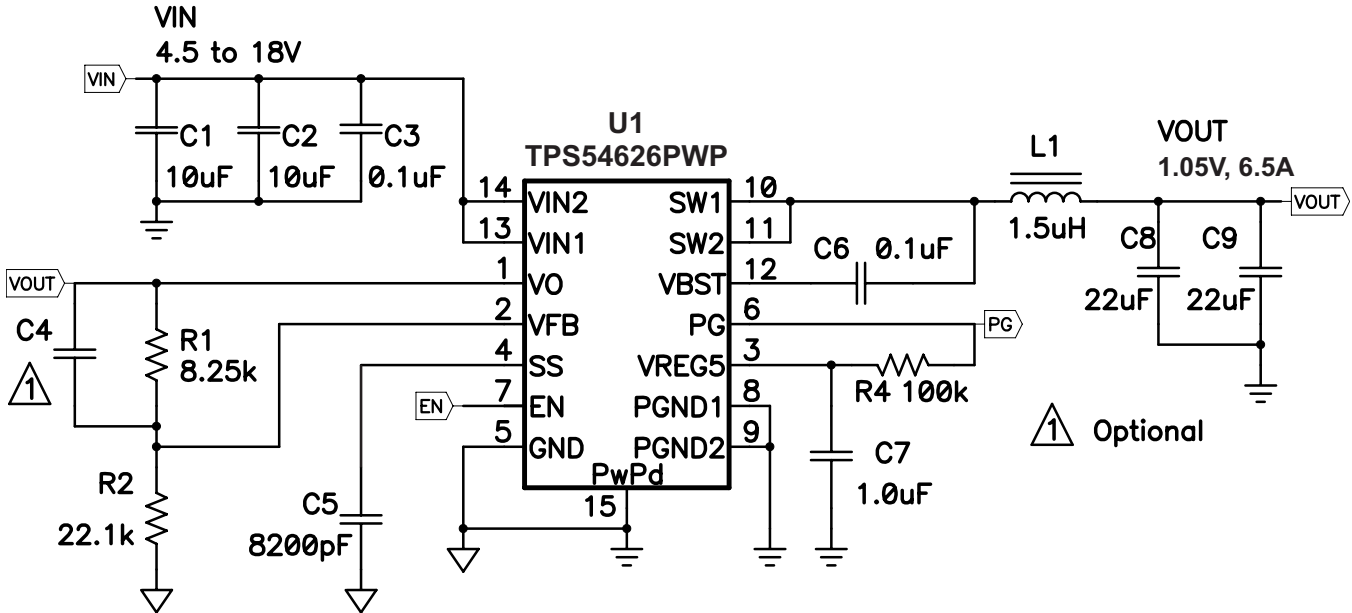 VIN
4.5 to 18V
VIN
C1
10uF
C2
10uF
C3
0.1uF
U1
TPS54626PWP
14 VIN2
13 VIN1
1 VO
2 VFB
4 SS
7 EN
5 GND
SW1 10
SW2 11
VBST 12
PG 6
VREG5 3
PGND1 8
PGND2 9
PwPd
15
VOUT
C4
1
R1
8.25k
R2
22.1k
EN
C5
8200pF
C6 0.1uF
L1
1.5uH
VOUT
1.05V, 6.5A
VOUT
C8
22uF
C9
22uF
PG
R4 100k
C7
1.0uF
1 Optional